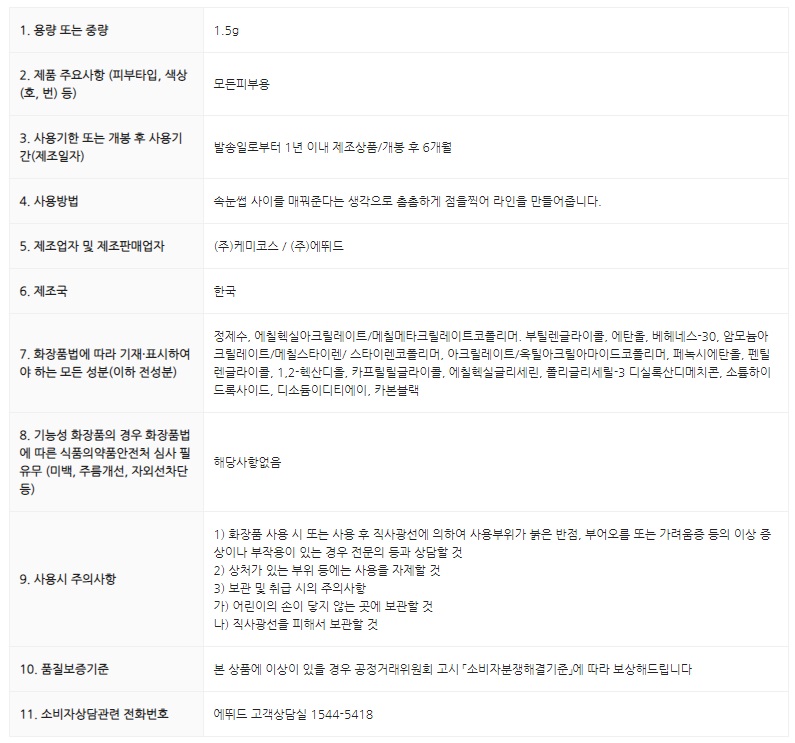 1. 용량 또는 중량
1.5g
2. 제품 주요사항 (피부타입, 색상
(호, 번) 등)
모든피부용
3. 사용기한 또는 개봉 후 사용기
간(제조일자)
발송일로부터 1년 이내 제조상품/개봉 후 6개월
4. 사용방법
속눈썹 사이를 매꿔준다는 생각으로 촘촘하게 점을찍어 라인을 만들어줍니다.
5. 제조업자 및 제조판매업자
(주)케미코스 / (주)에뛰드
6. 제조국
한국
7. 화장품법에 따라 기재·표시하여
야 하는 모든 성분(이하 전성분)
정제수, 에칠헥실아크릴레이트/메칠메타크릴레이트코폴리머. 부틸렌글라이콜, 에탄올, 베헤네스-30, 암모늄아
크릴레이트/메칠스타이렌/ 스타이렌코폴리머, 아크릴레이트/옥틸아크릴아마이드코폴리머, 페녹시에탄올, 펜틸
렌글라이콜, 1,2-헥산디올, 카프릴릴글라이콜, 에칠헥실글리세린, 폴리글리세릴-3 디실록산디메치콘, 소듐하이
드록사이드, 디소듐이디티에이, 카본블랙
8. 기능성 화장품의 경우 화장품법
에 따른 식품의약품안전처 심사 필
유무 (미백, 주름개선, 자외선차단
등)
해당사항없음
9. 사용시 주의사항
1) 화장품 사용 시 또는 사용 후 직사광선에 의하여 사용부위가 붉은 반점, 부어오름 또는 가려움증 등의 이상 증
상이나 부작용이 있는 경우 전문의 등과 상담할 것
2) 상처가 있는 부위 등에는 사용을 자제할 것
3) 보관 및 취급 시의 주의사항
가) 어린이의 손이 닿지 않는 곳에 보관할 것
나) 직사광선을 피해서 보관할 것
10. 품질보증기준
본 상품에 이상이 있을 경우 공정거래위원회 고시 「소비자분쟁해결기준」에 따라 보상해드립니다
11. 소비자상담관련 전화번호
에뛰드 고객상담실 1544-5418